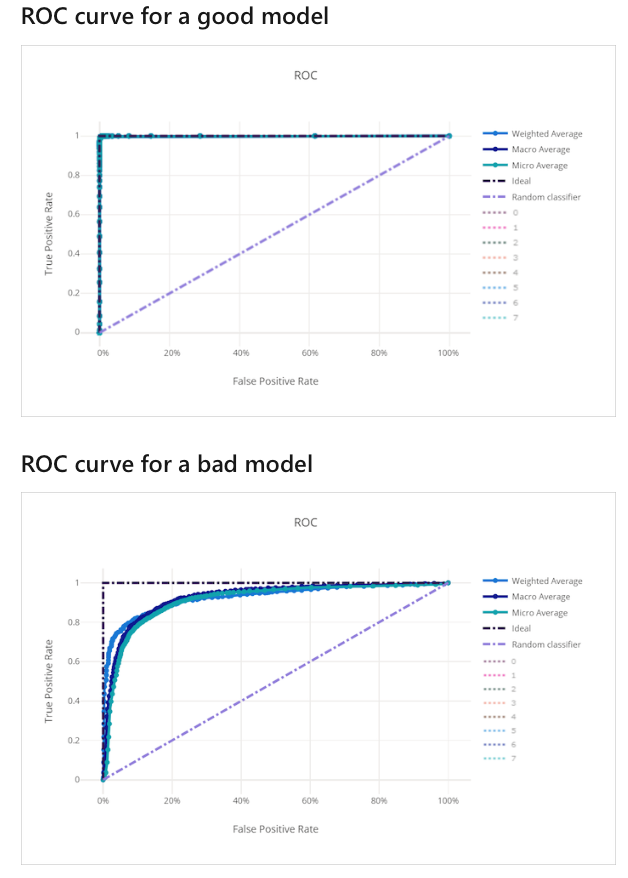 ROC curve for a good model
ROC
1
0.8
0.6
0.4
0.2
0
True Positive Rate
0%
20%
40%
60%
80%
100%
False Positive Rate
Weighted Average
Macro Average
Micro Average
Ideal
Random classifier
0
1
2
3
4
5
6
7
ROC curve for a bad model
ROC
1
0.8
0.6
0.4
0.2
0
True Positive Rate
0%
20%
40%
60%
80%
100%
False Positive Rate
Weighted Average
Macro Average
Micro Average
Ideal
Random classifier
0
1
2
3
4
5
6
7